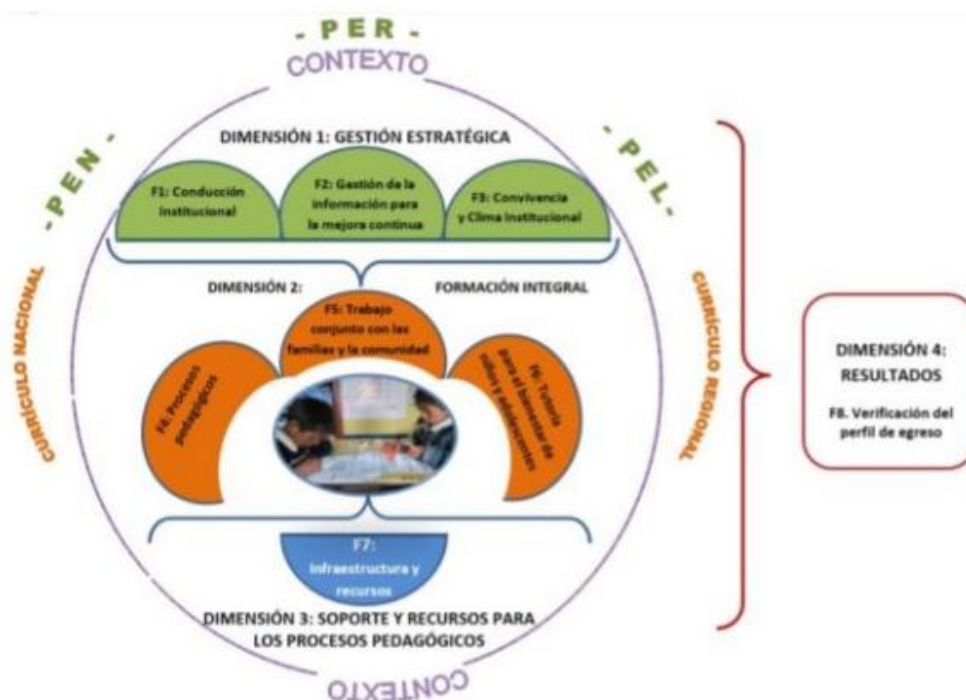 - PER -
CONTEXTO
- PEN -
- PEL -
DIMENSIÓN 1: GESTIÓN ESTRATÉGICA
F1: Conducción
Institucional
F2: Gestión de la
información para
la mejora continua
F3: Convivencia
y Clima Institucional
CURRÍCULO NACIONAL
CURRÍCULO REGIONAL
DIMENSIÓN 2: FORMACIÓN INTEGRAL
F5: Trabajo
conjunto con las
familias y la comunidad
F4: Procesos
pedagógicos
F6: Tutoría
para el bienestar de
niños y adolescentes
F7:
Infraestructura y
recursos
DIMENSIÓN 3: SOPORTE Y RECURSOS PARA
LOS PROCESOS PEDAGÓGICOS
CONTEXTO
DIMENSIÓN 4:
RESULTADOS
F8. Verificación del
perfil de egreso